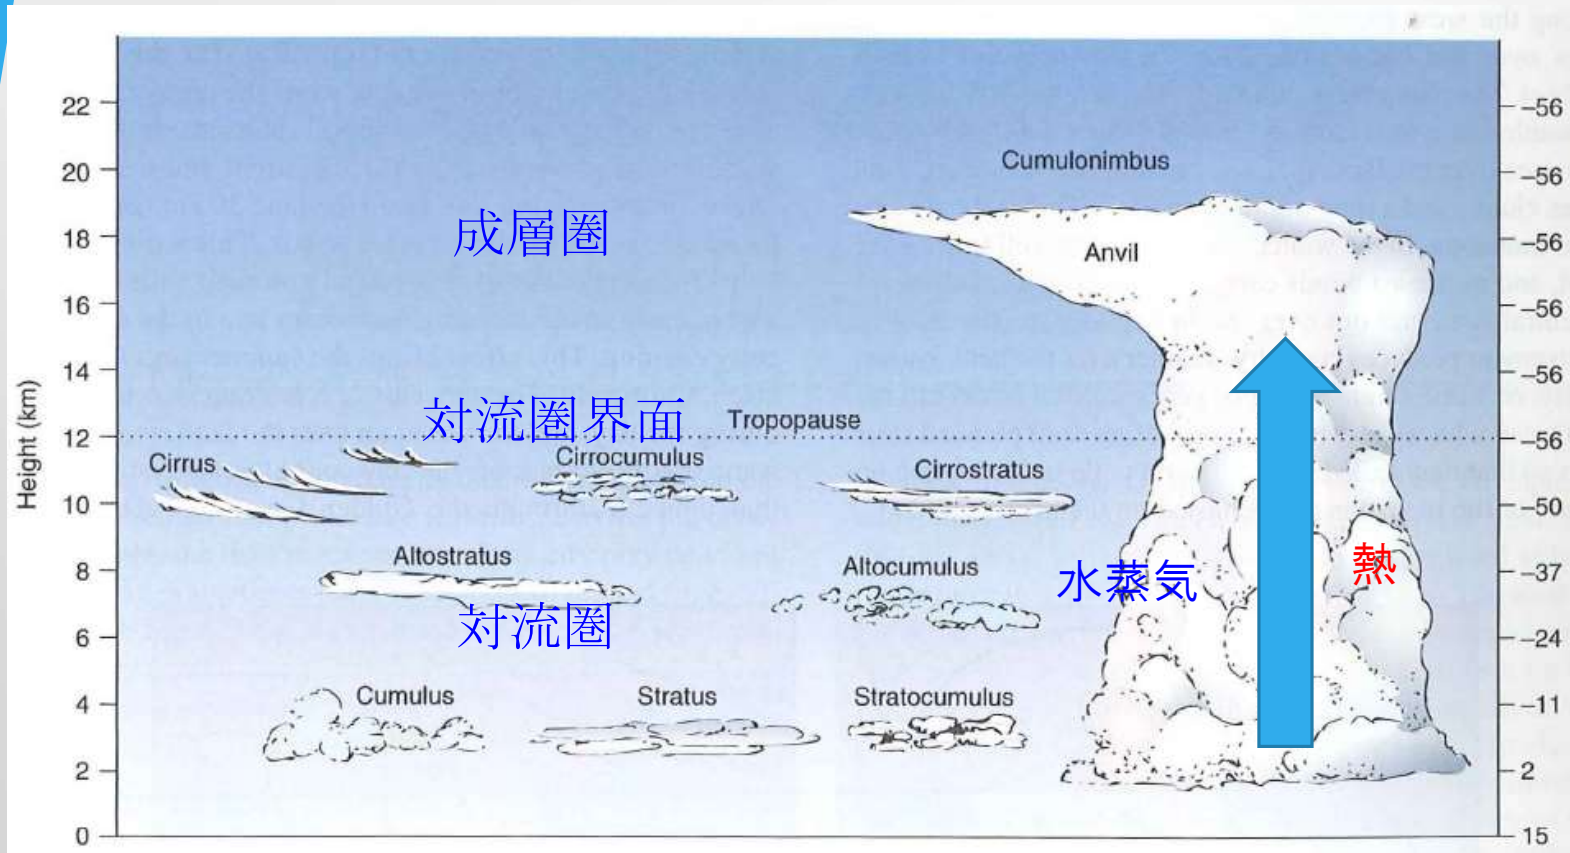 22
–56
Cumulonimbus
20
–56
成層圏
18
–56
Anvil
16
–56
14
–56
Height (km)
対流圏界面
Tropopause
12
–56
Cirrus
Cirrocumulus
Cirrostratus
10
–50
Altostratus
Altocumulus
8
–37
水蒸気
熱
対流圏
6
–24
Cumulus
Stratus
Stratocumulus
4
–11
2
2
0
15